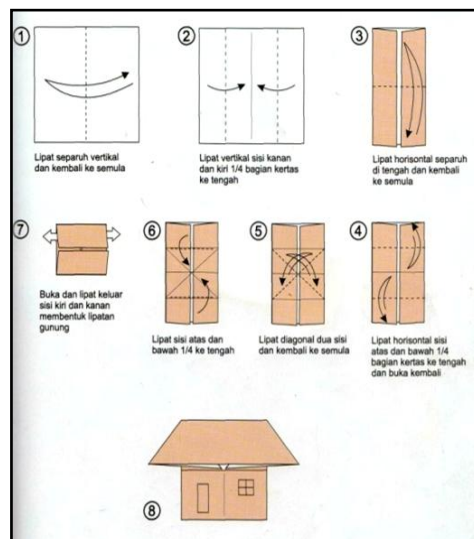 1
Lipat separuh vertikal
dan kembali ke semula
2
Lipat vertikal sisi kanan
dan kiri 1/4 bagian kertas
ke tengah
3
Lipat horisontal separuh
di tengah dan kembali
ke semula
4
Lipat horisontal sisi
atas dan bawah 1/4
bagian kertas ke tengah
dan buka kembali
5
Lipat diagonal dua sisi
dan kembali ke semula
6
Lipat sisi atas dan
bawah 1/4 ke tengah
7
Buka dan lipat keluar
sisi kiri dan kanan
membentuk lipatan
gunung
8